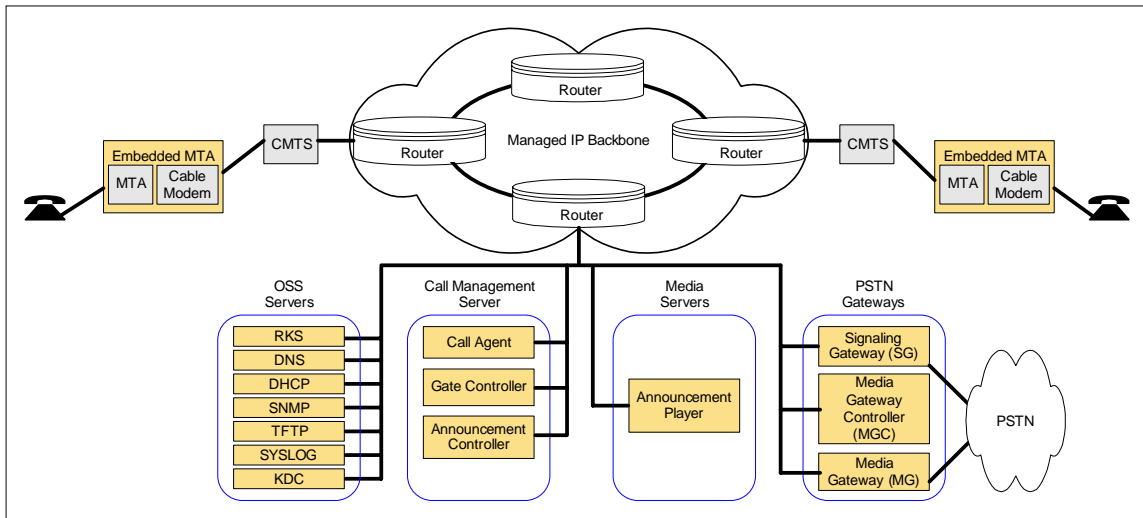 Router
Managed IP Backbone
Router
Router
Router
CMTS
CMTS
Embedded MTA
MTA
Cable
Modem
Embedded MTA
MTA
Cable
Modem
OSS
Servers
RKS
DNS
DHCP
SNMP
TFTP
SYSLOG
KDC
Call Management
Server
Call Agent
Gate Controller
Announcement
Controller
Media
Servers
Announcement
Player
PSTN
Gateways
Signaling
Gateway (SG)
Media
Gateway
Controller
(MGC)
Media
Gateway (MG)
PSTN